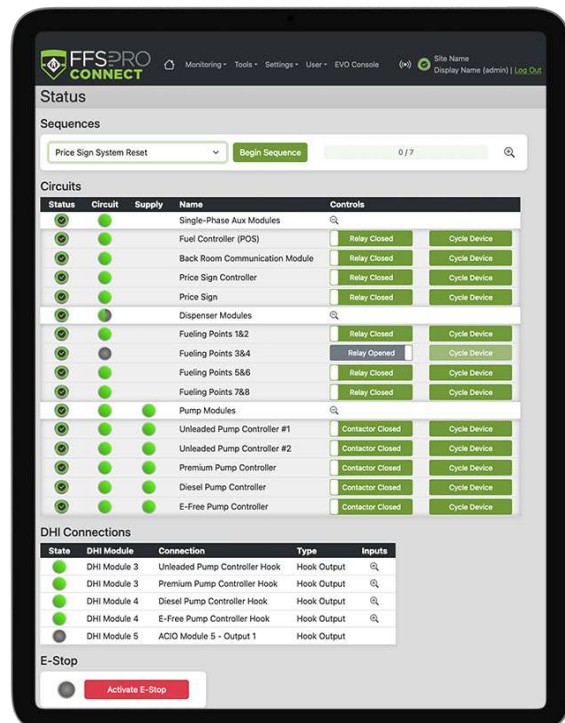 FFSPRO
CONNECT
Monitoring Tools Settings User EVO Console
Site Name
Display Name (admin) | Log Out
Status
Sequences
Price Sign System Reset
Begin Sequence
0 / 7
Circuits
Status Circuit Supply Name Controls
Single-Phase Aux Modules
Fuel Controller (POS) Relay Closed Cycle Device
Back Room Communication Module Relay Closed Cycle Device
Price Sign Controller Relay Closed Cycle Device
Price Sign Relay Closed Cycle Device
Dispenser Modules
Fueling Points 1&2 Relay Closed Cycle Device
Fueling Points 3&4 Relay Opened Cycle Device
Fueling Points 5&6 Relay Closed Cycle Device
Fueling Points 7&8 Relay Closed Cycle Device
Pump Modules
Unleaded Pump Controller #1 Contactor Closed Cycle Device
Unleaded Pump Controller #2 Contactor Closed Cycle Device
Premium Pump Controller Contactor Closed Cycle Device
Diesel Pump Controller Contactor Closed Cycle Device
E-Free Pump Controller Contactor Closed Cycle Device
DHI Connections
State DHI Module Connection Type Inputs
DHI Module 3 Unleaded Pump Controller Hook Hook Output
DHI Module 3 Premium Pump Controller Hook Hook Output
DHI Module 4 Diesel Pump Controller Hook Hook Output
DHI Module 4 E-Free Pump Controller Hook Hook Output
DHI Module 5 ACIO Module 5 - Output 1 Hook Output
E-Stop
Activate E-Stop